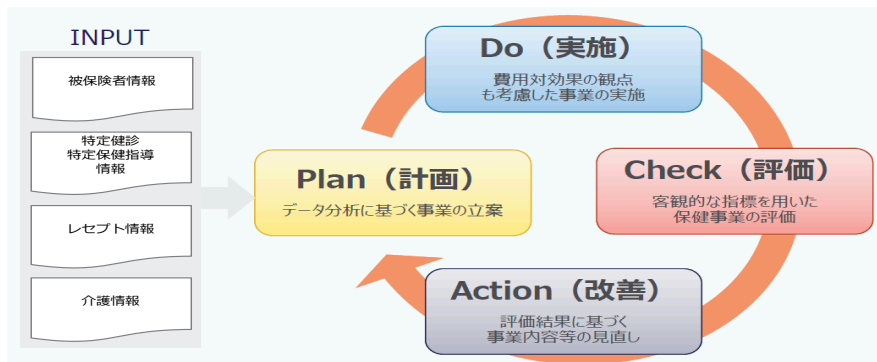 INPUT
被保険者情報
特定健診
特定保健指導
情報
レセプト情報
介護情報
Plan（計画）
データ分析に基づく事業の立案
Do（実施）
費用対効果の観点
も考慮した事業の実施
Check（評価）
客観的な指標を用いた
保健事業の評価
Action（改善）
評価結果に基づく
事業内容等の見直し